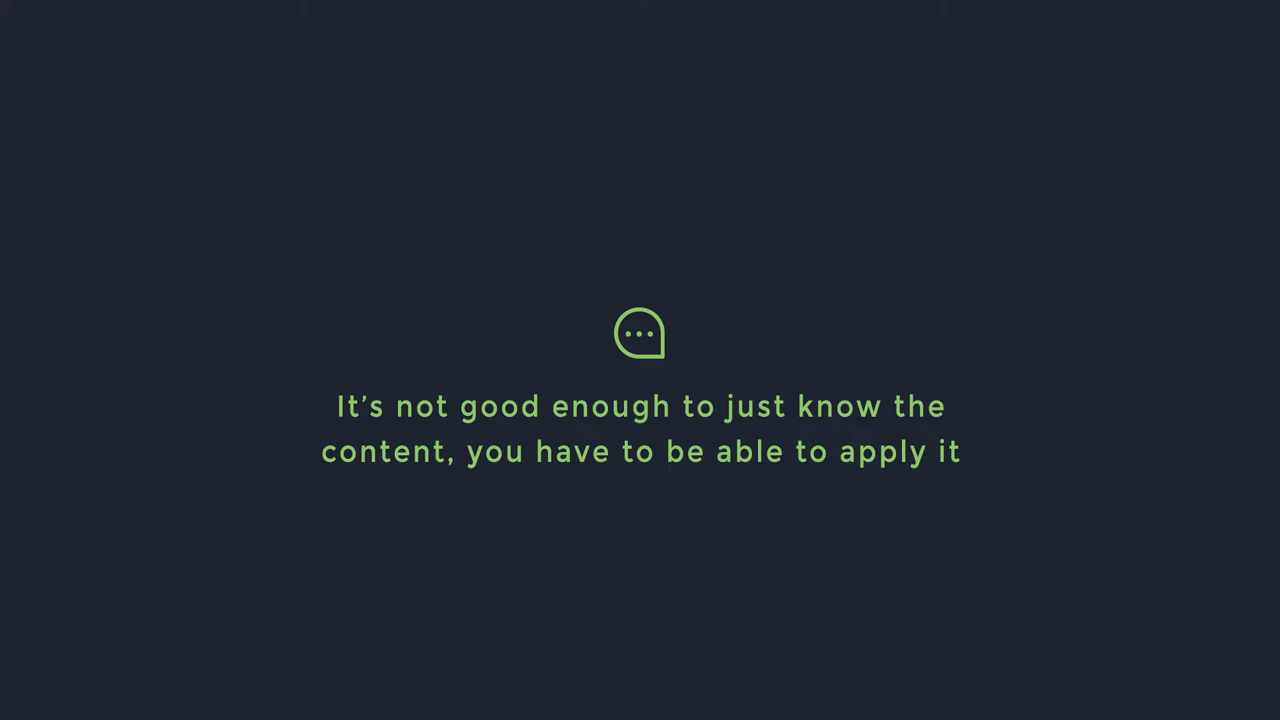 It’s not good enough to just know the
content, you have to be able to apply it